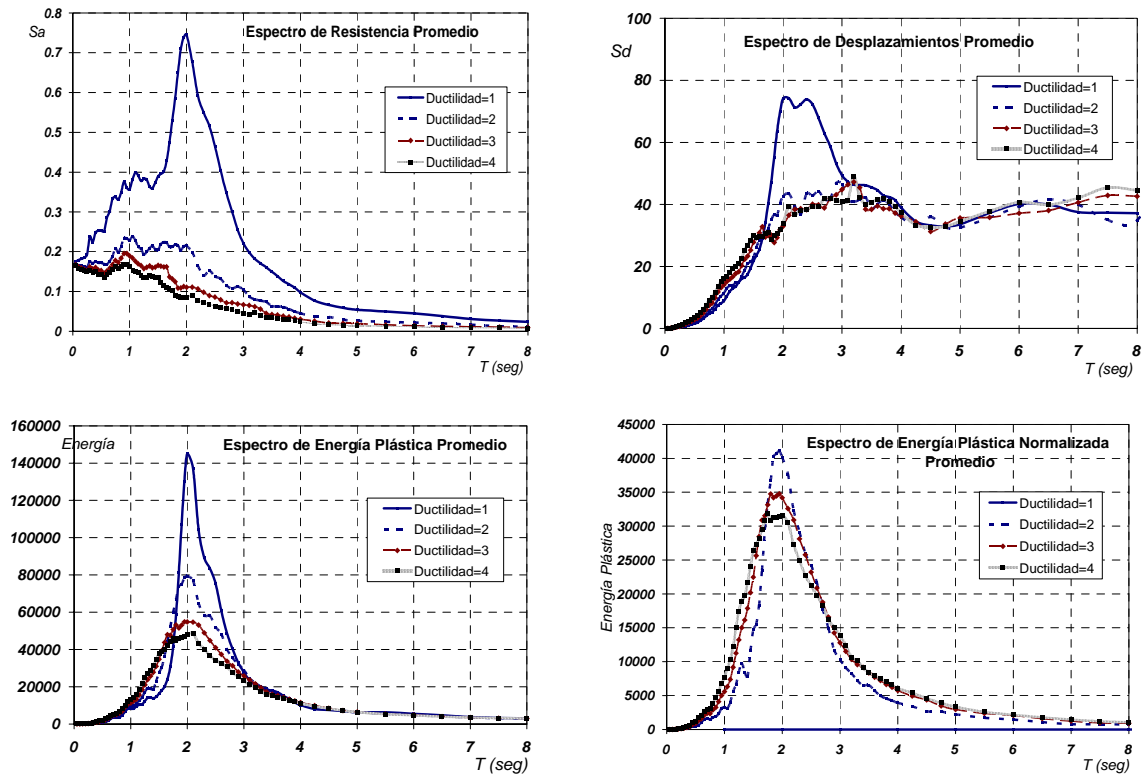 Espectro de Resistencia Promedio
Sa
0.8
0.7
0.6
0.5
0.4
0.3
0.2
0.1
0
Ductilidad=1
Ductilidad=2
Ductilidad=3
Ductilidad=4
0 1 2 3 4 5 6 7 8
T (seg)
Espectro de Desplazamientos Promedio
Sd
100
80
60
40
20
0
Ductilidad=1
Ductilidad=2
Ductilidad=3
Ductilidad=4
0 1 2 3 4 5 6 7 8
T (seg)
Espectro de Energía Plástica Promedio
Energía
160000
140000
120000
100000
80000
60000
40000
20000
0
Ductilidad=1
Ductilidad=2
Ductilidad=3
Ductilidad=4
0 1 2 3 4 5 6 7 8
T (seg)
Espectro de Energía Plástica Normalizada
Promedio
Energía Plástica
45000
40000
35000
30000
25000
20000
15000
10000
5000
0
Ductilidad=1
Ductilidad=2
Ductilidad=3
Ductilidad=4
0 1 2 3 4 5 6 7 8
T (seg)